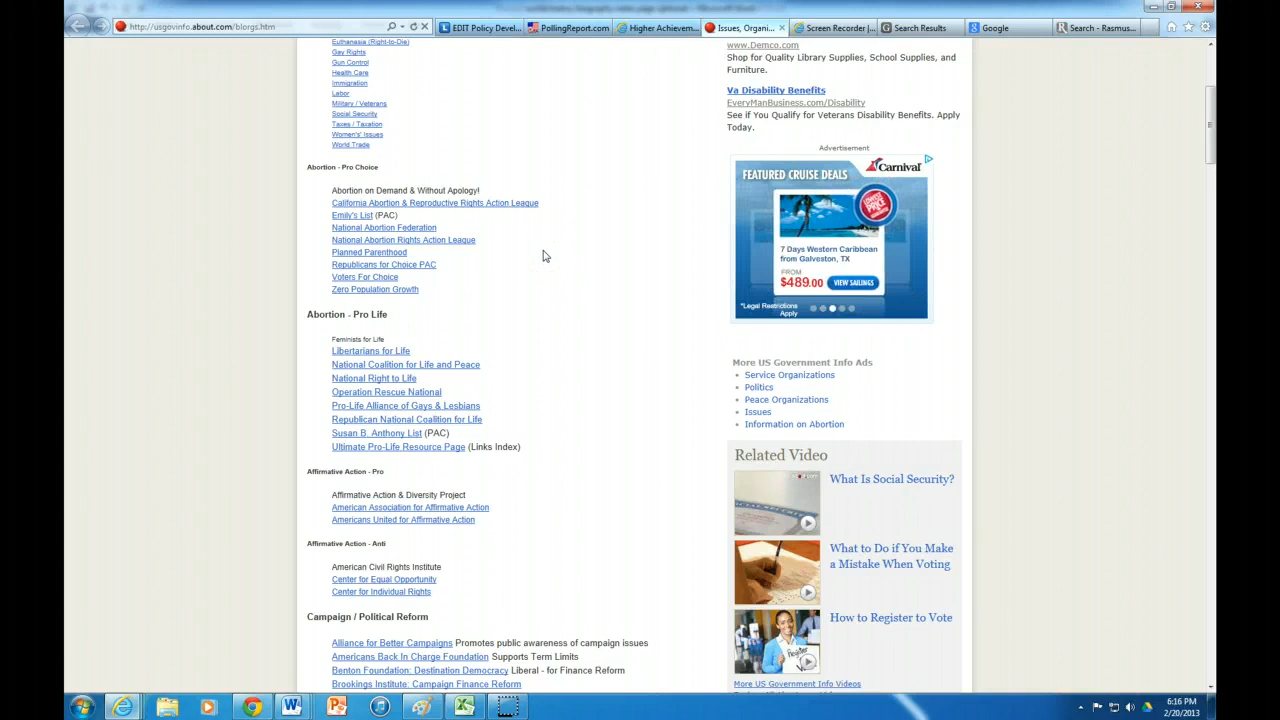 http://usgovinfo.about.com/blorgs.htm
EDIT Policy Devel...
PollingReport.com
Higher Achievem...
Issues, Organi...
Screen Recorder |...
Search Results
Google
Search - Rasmus...
Euthanasia (Right-to-Die)
Gay Rights
Gun Control
Health Care
Immigration
Labor
Military / Veterans
Social Security
Taxes / Taxation
Women's Issues
World Trade
Abortion - Pro Choice
Abortion on Demand & Without Apology!
California Abortion & Reproductive Rights Action League
Emily's List (PAC)
National Abortion Federation
National Abortion Rights Action League
Planned Parenthood
Republicans for Choice PAC
Voters For Choice
Zero Population Growth
Abortion - Pro Life
Feminists for Life
Libertarians for Life
National Coalition for Life and Peace
National Right to Life
Operation Rescue National
Pro-Life Alliance of Gays & Lesbians
Republican National Coalition for Life
Susan B. Anthony List (PAC)
Ultimate Pro-Life Resource Page (Links Index)
Affirmative Action - Pro
Affirmative Action & Diversity Project
American Association for Affirmative Action
Americans United for Affirmative Action
Affirmative Action - Anti
American Civil Rights Institute
Center for Equal Opportunity
Center for Individual Rights
Campaign / Political Reform
Alliance for Better Campaigns Promotes public awareness of campaign issues
Americans Back In Charge Foundation Supports Term Limits
Benton Foundation: Destination Democracy Liberal - for Finance Reform
Brookings Institute: Campaign Finance Reform
www.Demco.com
Shop for Quality Library Supplies, School Supplies, and
Furniture.
Va Disability Benefits
EveryManBusiness.com/Disability
See if You Qualify for Veterans Disability Benefits. Apply
Today.
Advertisement
Carnival
FEATURED CRUISE DEALS
LOWEST PRICE
7 Days Western Caribbean
from Galveston, TX
FROM
$489.00 VIEW SAILINGS
*Legal Restrictions
Apply
More US Government Info Ads
Service Organizations
Politics
Peace Organizations
Issues
Information on Abortion
Related Video
What Is Social Security?
What to Do if You Make
a Mistake When Voting
How to Register to Vote
More US Government Info Videos
6:16 PM
2/20/2013